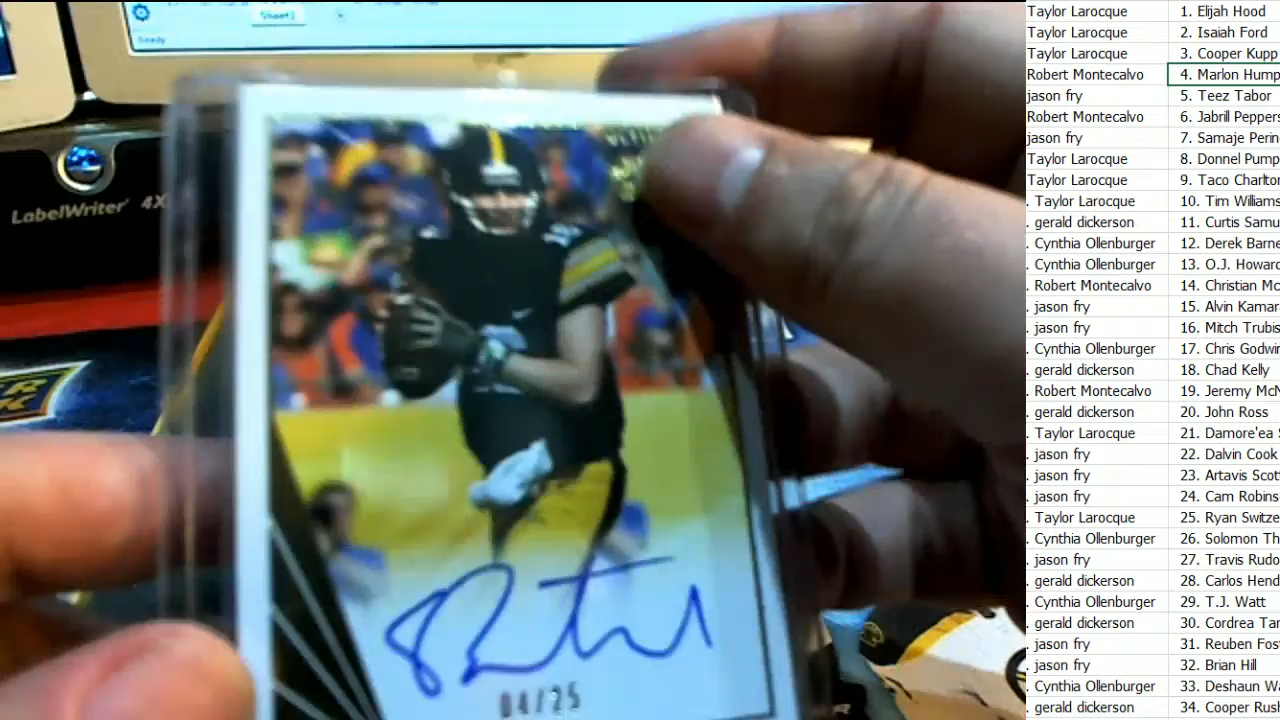 Sheet1
Ready
LabelWriter 4X
04/25
Taylor Larocque 1. Elijah Hood
Taylor Larocque 2. Isaiah Ford
Taylor Larocque 3. Cooper Kupp
Robert Montecalvo 4. Marlon Hump
jason fry 5. Teez Tabor
Robert Montecalvo 6. Jabrill Peppers
jason fry 7. Samaje Perin
Taylor Larocque 8. Donnel Pump
Taylor Larocque 9. Taco Charlton
. Taylor Larocque 10. Tim Williams
. gerald dickerson 11. Curtis Samu
. Cynthia Ollenburger 12. Derek Barne
. Cynthia Ollenburger 13. O.J. Howard
. Robert Montecalvo 14. Christian Mc
. jason fry 15. Alvin Kamar
. jason fry 16. Mitch Trubis
. Cynthia Ollenburger 17. Chris Godwi
. gerald dickerson 18. Chad Kelly
. Robert Montecalvo 19. Jeremy McN
. gerald dickerson 20. John Ross
. Taylor Larocque 21. Damore'ea S
. jason fry 22. Dalvin Cook
. jason fry 23. Artavis Scot
. jason fry 24. Cam Robins
. Taylor Larocque 25. Ryan Switze
. Cynthia Ollenburger 26. Solomon Th
. jason fry 27. Travis Rudo
. gerald dickerson 28. Carlos Hend
. Cynthia Ollenburger 29. T.J. Watt
. gerald dickerson 30. Cordrea Tan
. jason fry 31. Reuben Fos
. jason fry 32. Brian Hill
. Cynthia Ollenburger 33. Deshaun Wa
. gerald dickerson 34. Cooper Rush